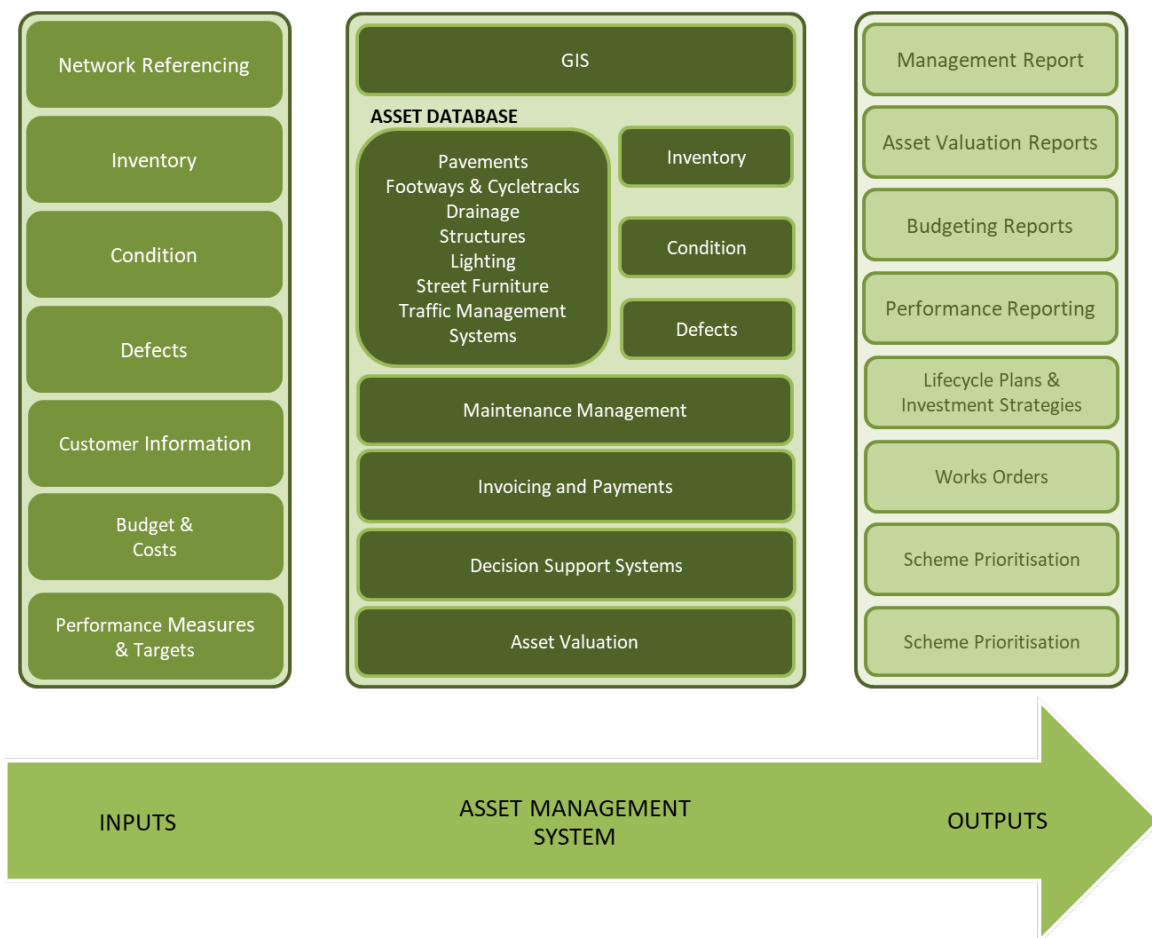 Network Referencing
Inventory
Condition
Defects
Customer Information
Budget &
Costs
Performance Measures
& Targets
GIS
ASSET DATABASE
Pavements
Footways & Cycletracks
Drainage
Structures
Lighting
Street Furniture
Traffic Management
Systems
Inventory
Condition
Defects
Maintenance Management
Invoicing and Payments
Decision Support Systems
Asset Valuation
Management Report
Asset Valuation Reports
Budgeting Reports
Performance Reporting
Lifecycle Plans &
Investment Strategies
Works Orders
Scheme Prioritisation
Scheme Prioritisation
INPUTS
ASSET MANAGEMENT
SYSTEM
OUTPUTS